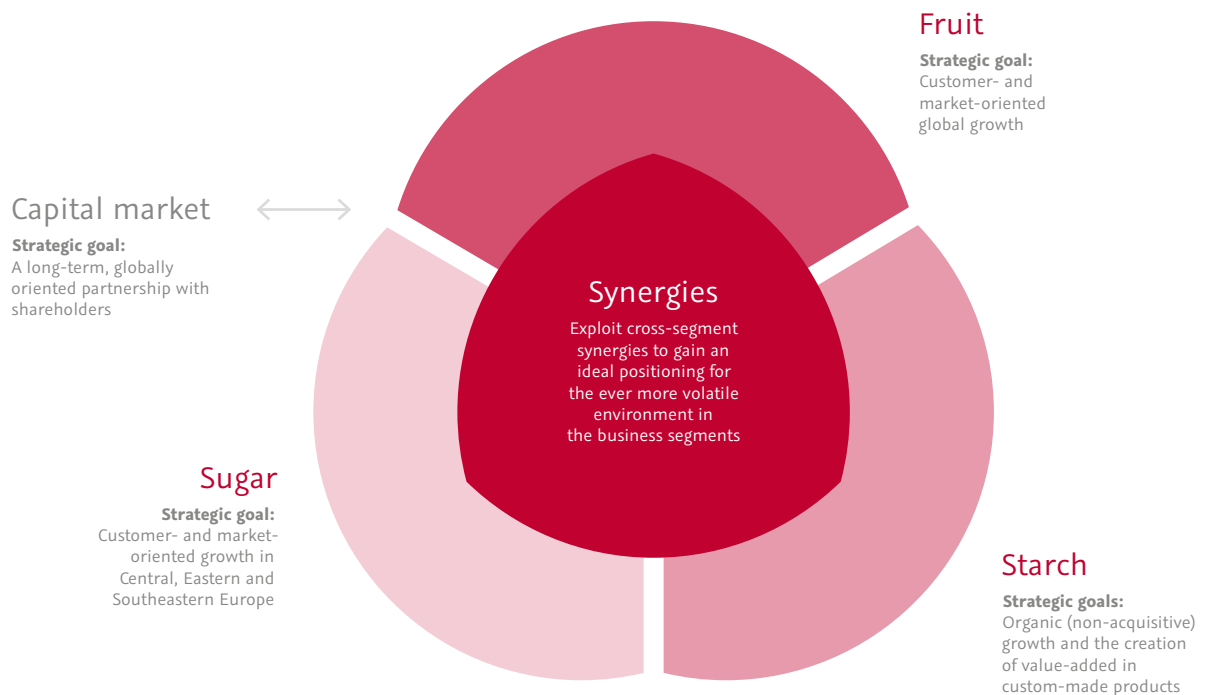 Fruit
Strategic goal:
Customer- and
market-oriented
global growth
Capital market
Strategic goal:
A long-term, globally
oriented partnership with
shareholders
Synergies
Exploit cross-segment
synergies to gain an
ideal positioning for
the ever more volatile
environment in
the business segments
Sugar
Strategic goal:
Customer- and market-
oriented growth in
Central, Eastern and
Southeastern Europe
Starch
Strategic goals:
Organic (non-acquisitive)
growth and the creation
of value-added in
custom-made products